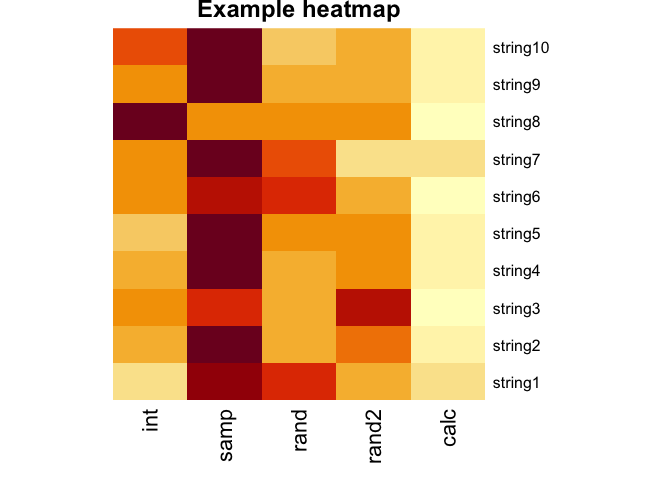 Example heatmap
string10
string9
string8
string7
string6
string5
string4
string3
string2
string1
int
samp
rand
rand2
calc